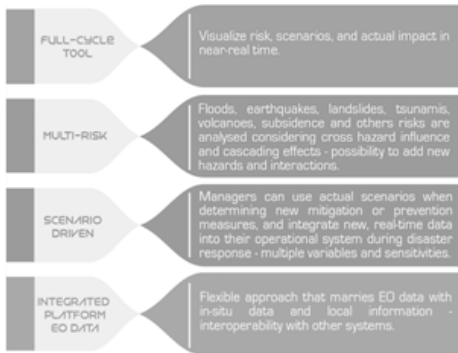 FULL-CYCLE
TOOL
Visualize risk, scenarios, and actual impact in
near-real time.
MULTI-RISK
Floods, earthquakes, landslides, tsunamis,
volcanoes, subsidence and others risks are
analysed considering cross hazard influence
and cascading effects - possibility to add new
hazards and interactions.
SCENARIO
DRIVEN
Managers can use actual scenarios when
determining new mitigation or prevention
measures, and integrate new, real-time data
into their operational system during disaster
response - multiple variables and sensitivities.
INTEGRATED
PLATFORM
EO DATA
Flexible approach that marries EO data with
in-situ data and local information -
interoperability with other systems.